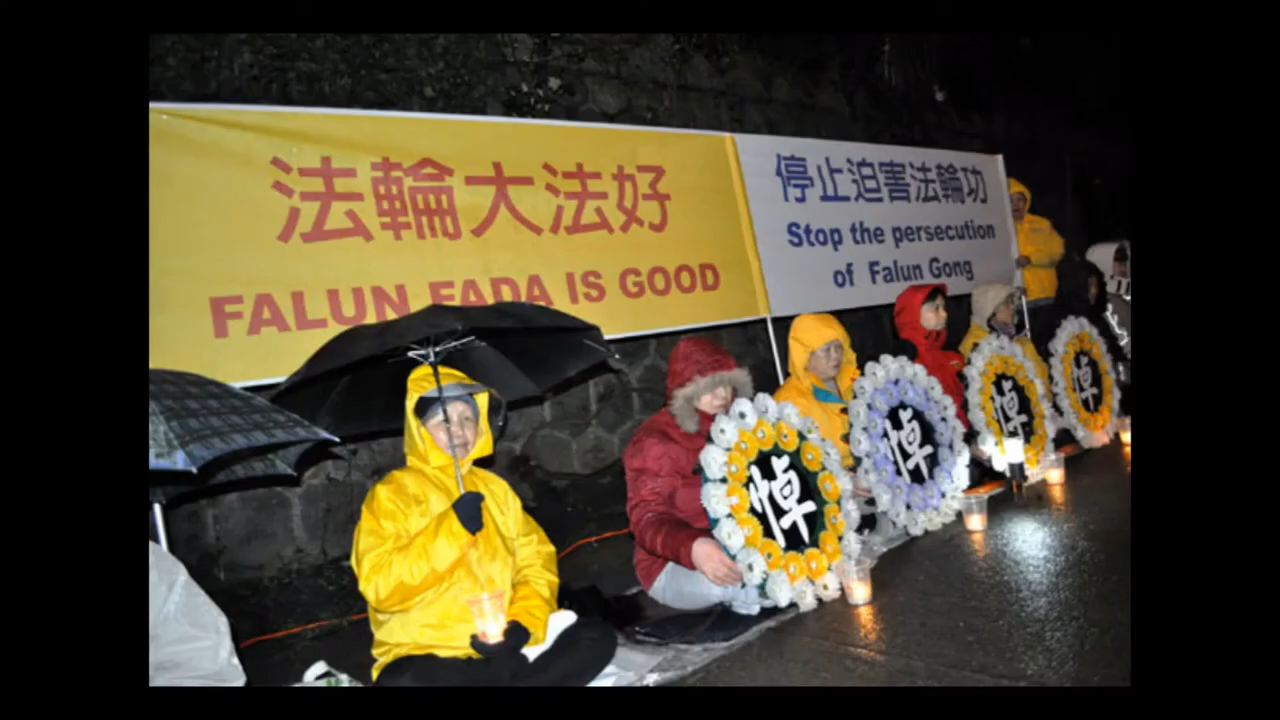 法輪大法好
FALUN FADA IS GOOD
停止迫害法輪功
Stop the persecution
of Falun Gong
悼
悼
悼
悼